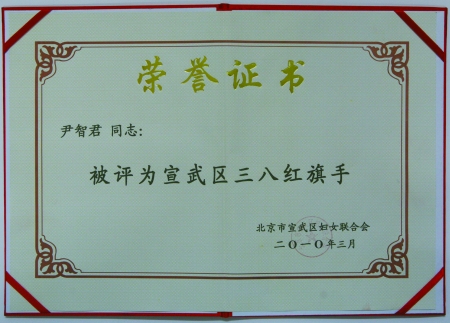 荣誉证书
尹智君 同志:
被评为宣武区三八红旗手
北京市宣武区妇女联合会
二〇一〇年三月